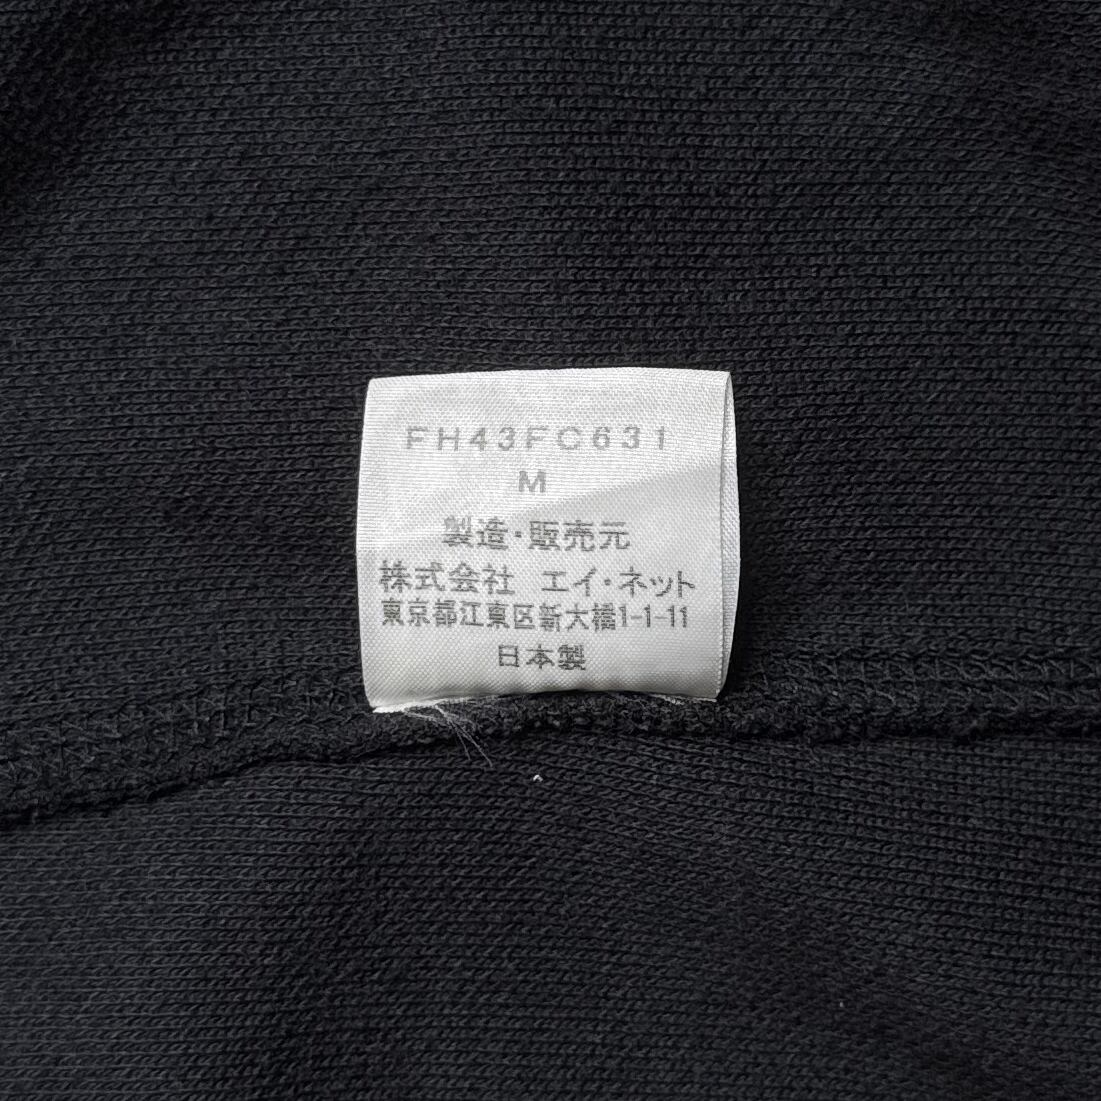 FH43FC631
M
製造・販売元
株式会社 エイ・ネット
東京都江東区新大橋1-1-11
日本製